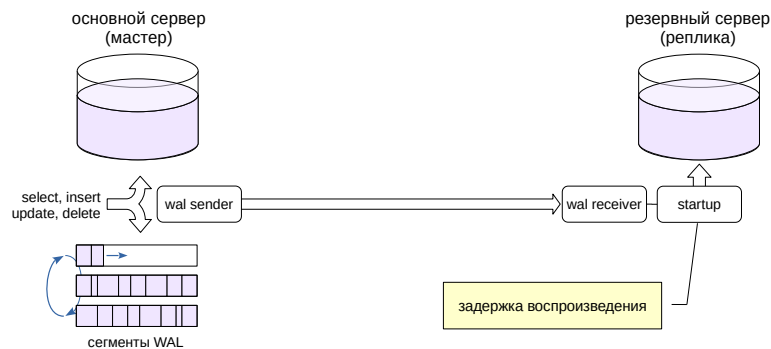 основной сервер
(мастер)
резервный сервер
(реплика)
select, insert
update, delete
wal sender
wal receiver
startup
задержка воспроизведения
сегменты WAL